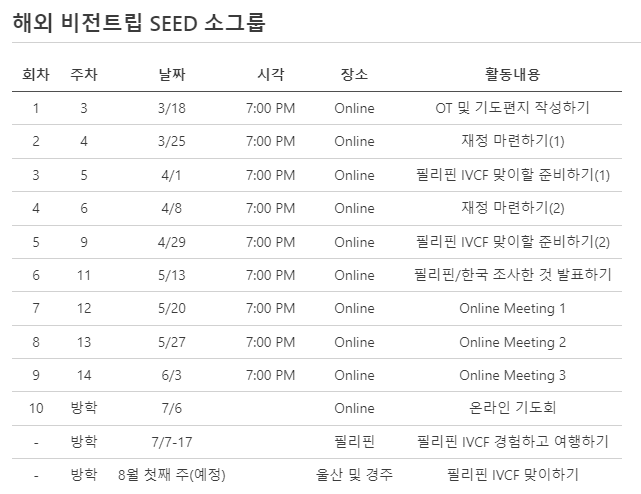 해외 비전트립 SEED 소그룹
회차 주차 날짜 시각 장소 활동내용
1 3 3/18 7:00 PM Online OT 및 기도편지 작성하기
2 4 3/25 7:00 PM Online 재정 마련하기(1)
3 5 4/1 7:00 PM Online 필리핀 IVCF 맞이할 준비하기(1)
4 6 4/8 7:00 PM Online 재정 마련하기(2)
5 9 4/29 7:00 PM Online 필리핀 IVCF 맞이할 준비하기(2)
6 11 5/13 7:00 PM Online 필리핀/한국 조사한 것 발표하기
7 12 5/20 7:00 PM Online Online Meeting 1
8 13 5/27 7:00 PM Online Online Meeting 2
9 14 6/3 7:00 PM Online Online Meeting 3
10 방학 7/6 Online 온라인 기도회
- 방학 7/7-17 필리핀 필리핀 IVCF 경험하고 여행하기
- 방학 8월 첫째 주(예정) 울산 및 경주 필리핀 IVCF 맞이하기